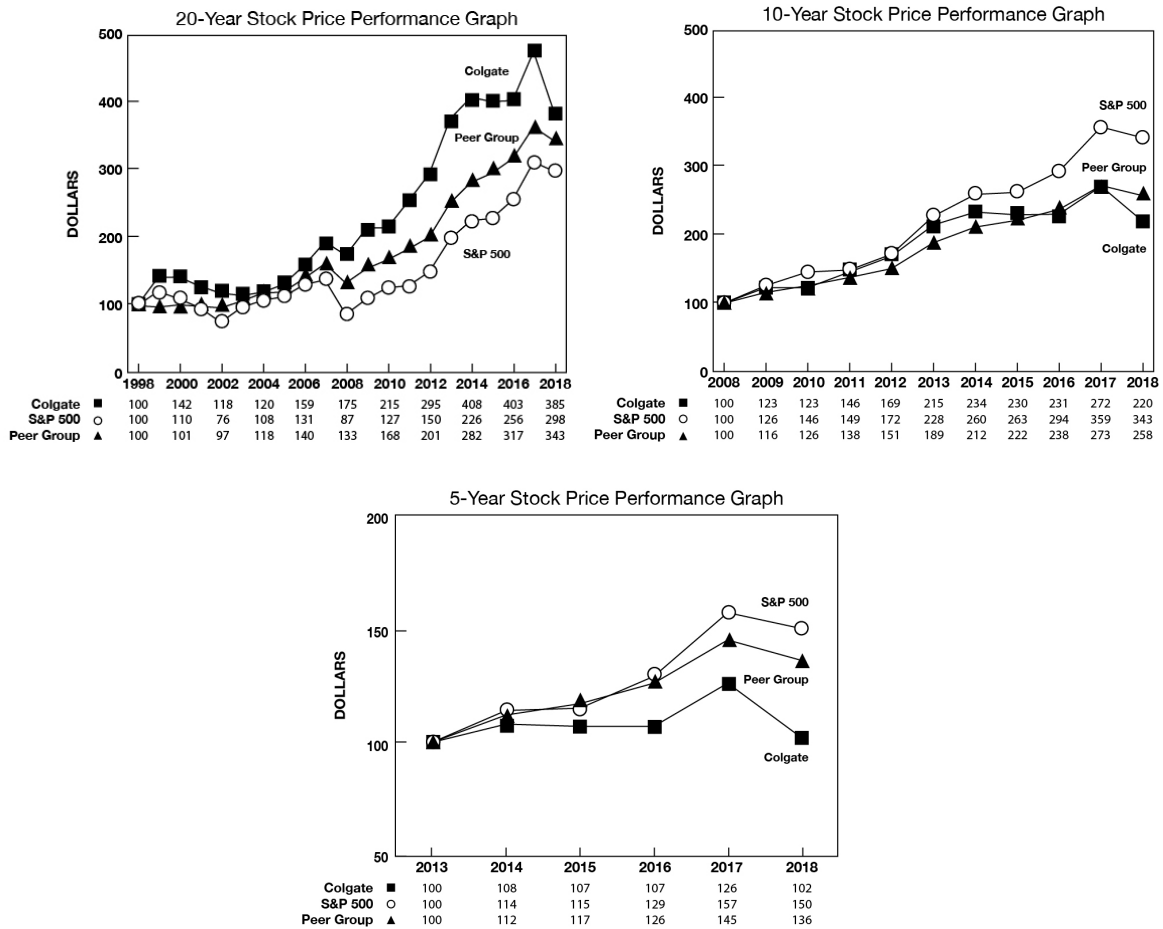 20-Year Stock Price Performance Graph
500
400
300
200
100
0
DOLLARS
Colgate
Peer Group
S&P 500
1998 2000 2002 2004 2006 2008 2010 2012 2014 2016 2018
Colgate 100 142 118 120 159 175 215 295 408 403 385
S&P 500 100 110 76 108 131 87 127 150 226 256 298
Peer Group 100 101 97 118 140 133 168 201 282 317 343
10-Year Stock Price Performance Graph
500
400
300
200
100
0
DOLLARS
S&P 500
Peer Group
Colgate
2008 2009 2010 2011 2012 2013 2014 2015 2016 2017 2018
Colgate 100 123 123 146 169 215 234 230 231 272 220
S&P 500 100 126 146 149 172 228 260 263 294 359 343
Peer Group 100 116 126 138 151 189 212 222 238 273 258
5-Year Stock Price Performance Graph
200
150
100
50
DOLLARS
S&P 500
Peer Group
Colgate
2013 2014 2015 2016 2017 2018
Colgate 100 108 107 107 126 102
S&P 500 100 114 115 129 157 150
Peer Group 100 112 117 126 145 136